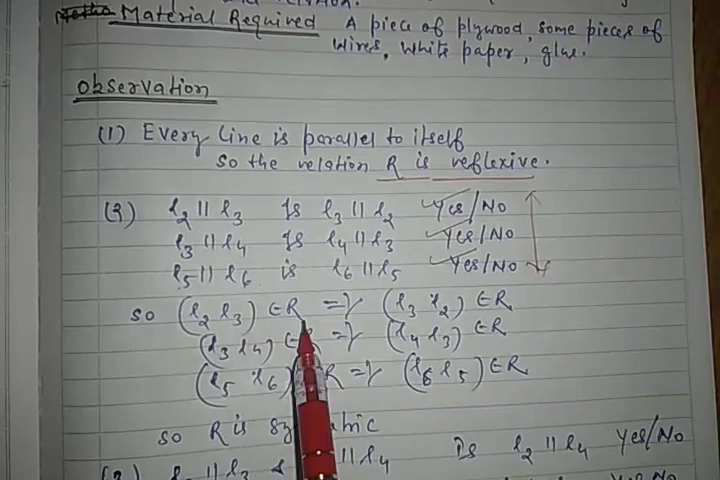 Material Required A piece of plywood, some pieces of
wires, white paper, glue.
Observation
(1) Every line is parallel to itself
so the relation R is reflexive.
(2) l2 || l3 Is l3 || l2 Yes/No
l3 || l4 Is l4 || l3 Yes/No
l5 || l6 is l6 || l5 Yes/No
so (l2 l3) ∈ R => (l3 l2) ∈ R
(l3 l4) ∈ R => (l4 l3) ∈ R
(l5 l6) R => (l6 l5) ∈ R
so R is
(3) l3 & || l4 Is l2 || l4 Yes/No